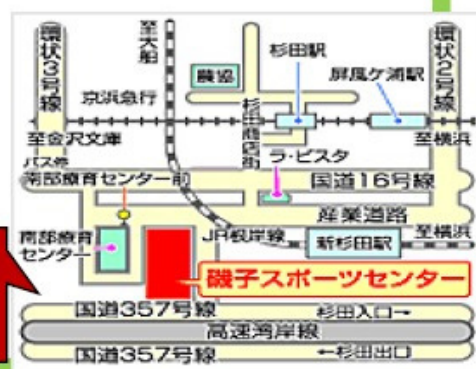 環状3号線
至大船
農協
杉田駅
屏風ケ浦駅
環状2号線
京浜急行
杉田商店街
至金沢文庫
至横浜
ラ・ビスタ
バス停
南部療育センター前
国道16号線
産業道路
南部療育
センター
JR根岸線
新杉田駅
至横浜
磯子スポーツセンター
国道357号線
杉田入口→
高速湾岸線
国道357号線
←杉田出口